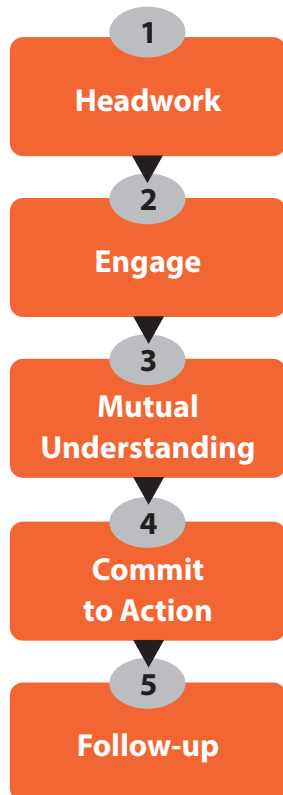 1
Headwork
2
Engage
3
Mutual
Understanding
4
Commit
to Action
5
Follow-up